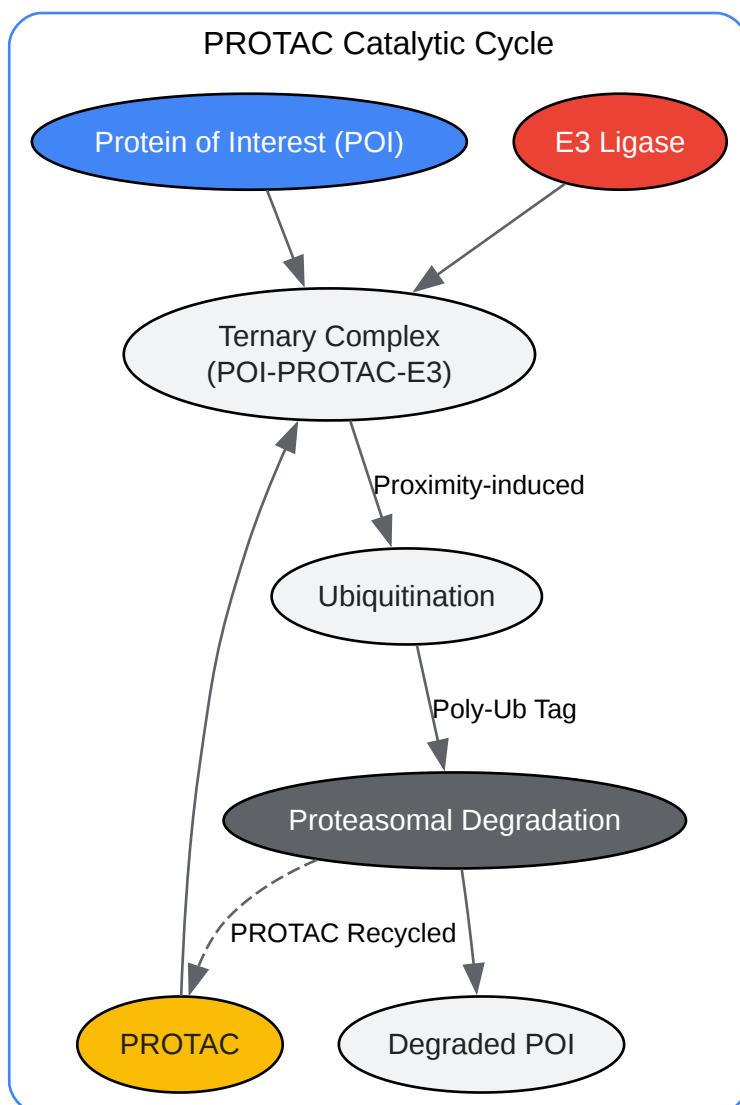 PROTAC Catalytic Cycle
Protein of Interest (POI)
E3 Ligase
Ternary Complex
(POI-PROTAC-E3)
Proximity-induced
Ubiquitination
Poly-Ub Tag
Proteasomal Degradation
PROTAC Recycled
PROTAC
Degraded POI